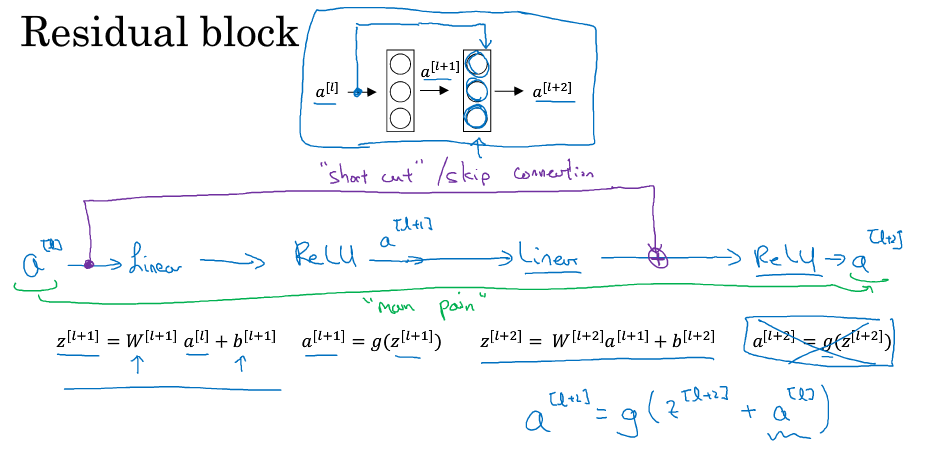 Residual block
a^[l] a^[l+1] a^[l+2]
"short cut" / skip connection
a^[l] → Linear → ReLU a^[l+1] → Linear → ⊕ → ReLU → a^[l+2]
"main path"
z^[l+1] = W^[l+1] a^[l] + b^[l+1] a^[l+1] = g(z^[l+1]) z^[l+2] = W^[l+2]a^[l+1] + b^[l+2] a^[l+2] = g(z^[l+2])
a^[l+2] = g(z^[l+2] + a^[l])